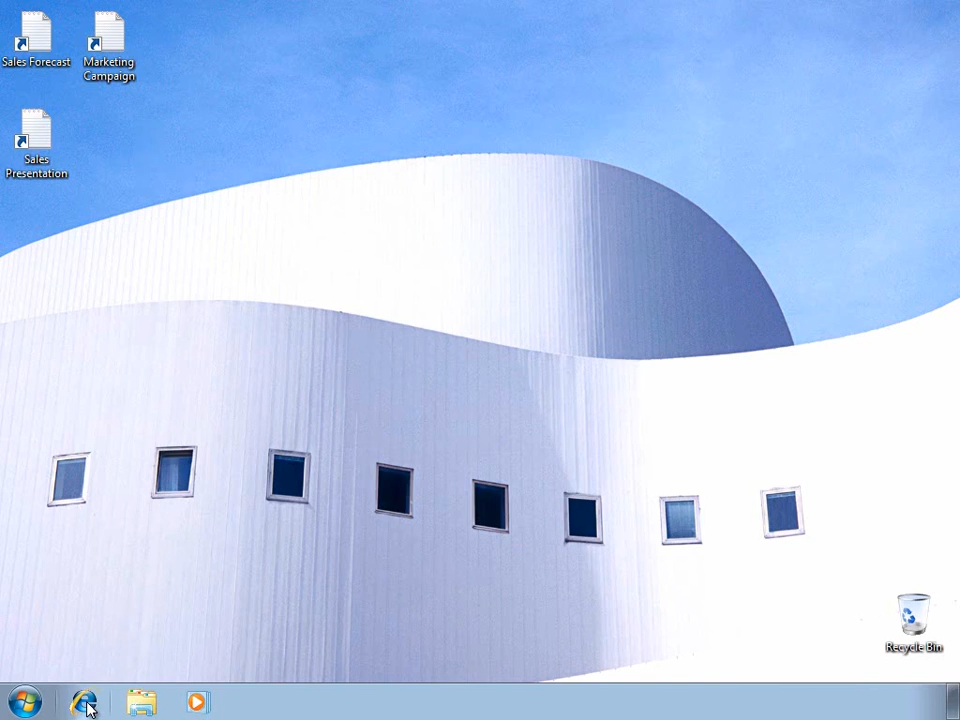 Sales Forecast
Marketing
Campaign
Sales
Presentation
Recycle Bin